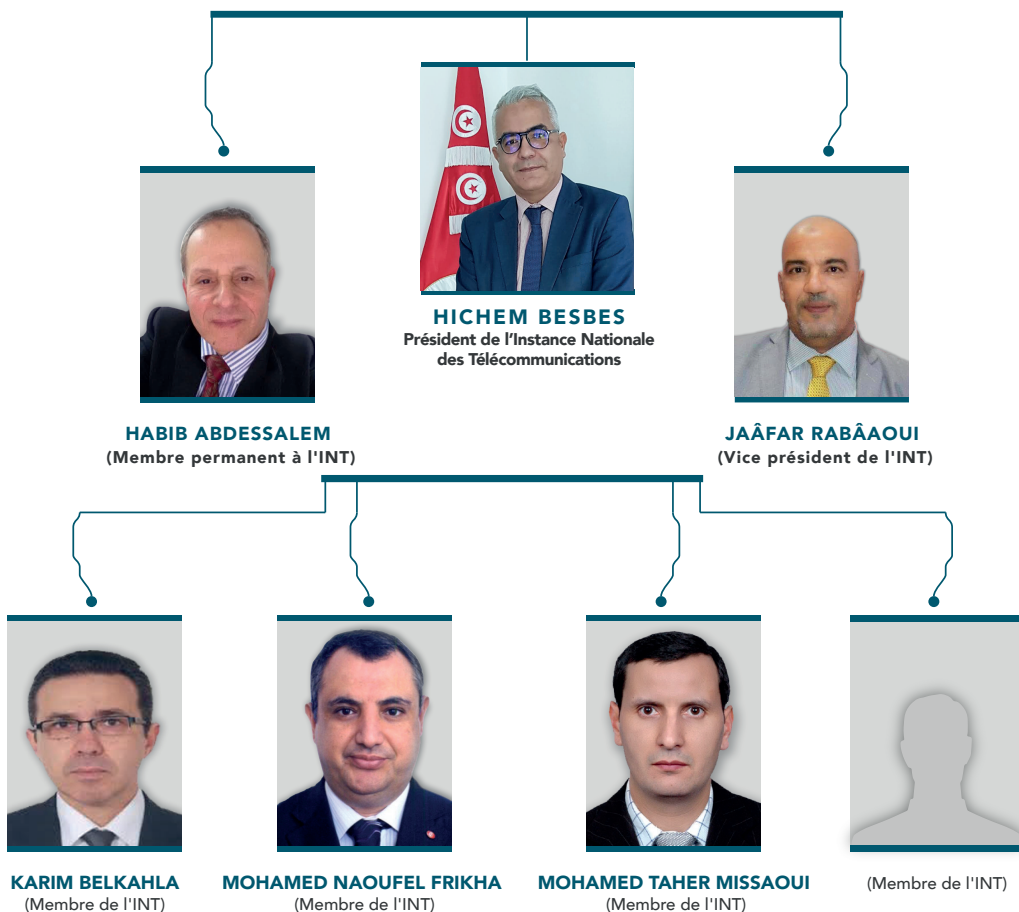 HICHEM BESBES
Président de l'Instance Nationale
des Télécommunications
HABIB ABDESSALEM
(Membre permanent à l'INT)
JAÂFAR RABÂAOUI
(Vice président de l'INT)
KARIM BELKAHLA
(Membre de l'INT)
MOHAMED NAOUFEL FRIKHA
(Membre de l'INT)
MOHAMED TAHER MISSAOUI
(Membre de l'INT)
(Membre de l'INT)